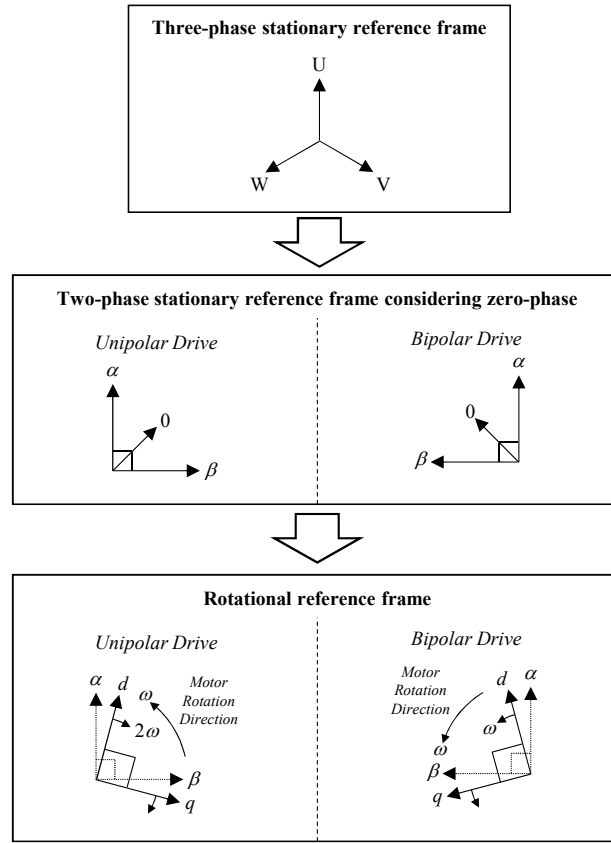 Three-phase stationary reference frame
U
W
V
Two-phase stationary reference frame considering zero-phase
Unipolar Drive
α
0
β
Bipolar Drive
α
0
β
Rotational reference frame
Unipolar Drive
α
d
ω
Motor
Rotation
Direction
2ω
β
q
Bipolar Drive
Motor
Rotation
Direction
d
α
ω
ω
β
q